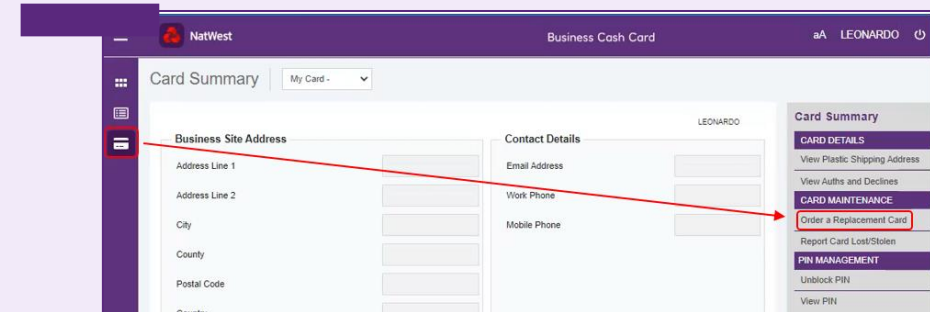 NatWest
Business Cash Card
aA LEONARDO
Card Summary
My Card -
LEONARDO
Business Site Address
Address Line 1
Address Line 2
City
County
Postal Code
Country
Contact Details
Email Address
Work Phone
Mobile Phone
Card Summary
CARD DETAILS
View Plastic Shipping Address
View Auths and Declines
CARD MAINTENANCE
Order a Replacement Card
Report Card Lost/Stolen
PIN MANAGEMENT
Unblock PIN
View PIN